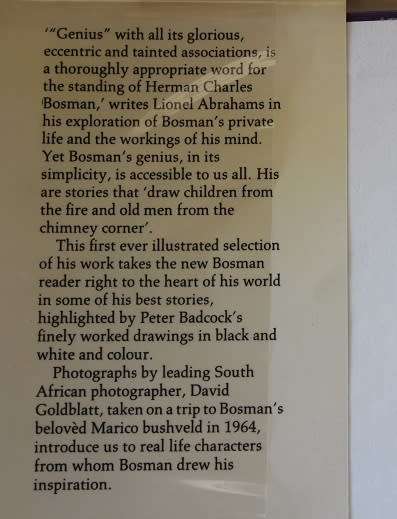 ‘“Genius” with all its glorious,
eccentric and tainted associations, is
a thoroughly appropriate word for
the standing of Herman Charles
Bosman,’ writes Lionel Abrahams in
his exploration of Bosman’s private
life and the workings of his mind.
Yet Bosman’s genius, in its
simplicity, is accessible to us all. His
are stories that ‘draw children from
the fire and old men from the
chimney corner’.
This first ever illustrated selection
of his work takes the new Bosman
reader right to the heart of his world
in some of his best stories,
highlighted by Peter Badcock’s
finely worked drawings in black and
white and colour.
Photographs by leading South
African photographer, David
Goldblatt, taken on a trip to Bosman’s
belovèd Marico bushveld in 1964,
introduce us to real life characters
from whom Bosman drew his
inspiration.